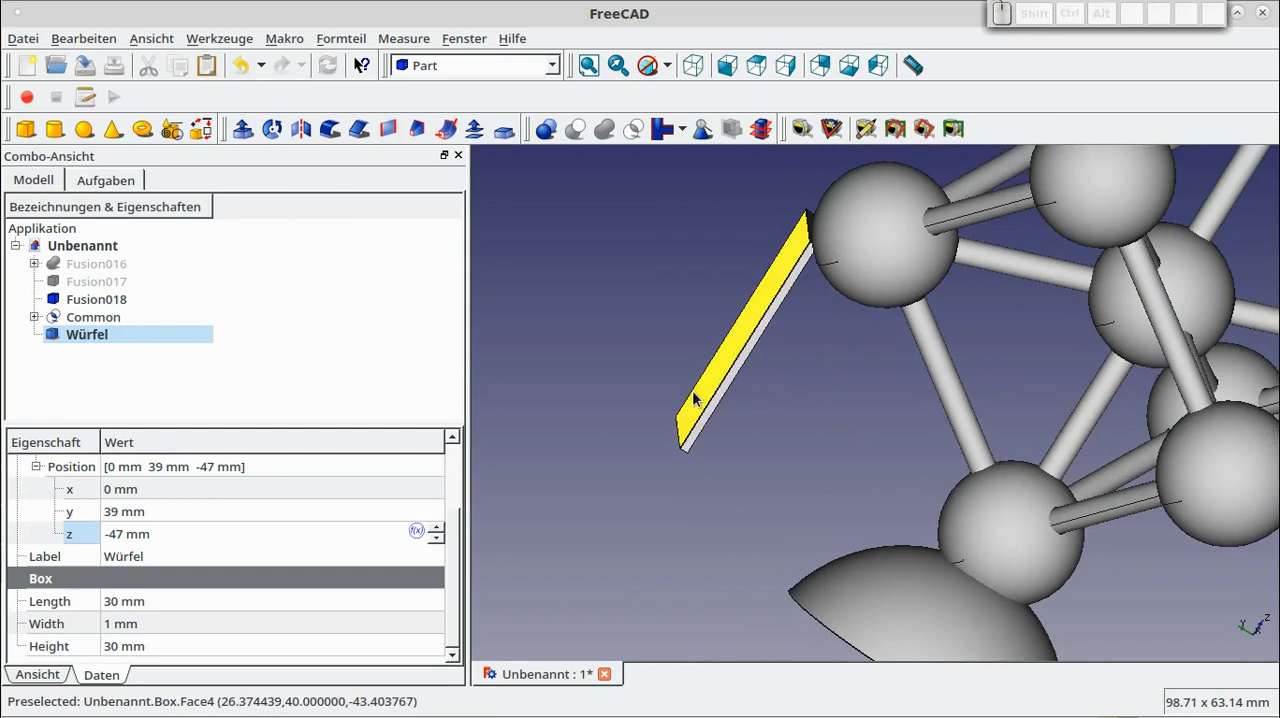 FreeCAD
Shift Ctrl Alt
Datei Bearbeiten Ansicht Werkzeuge Makro Formteil Measure Fenster Hilfe
Part
Combo-Ansicht
Modell Aufgaben
Bezeichnungen & Eigenschaften
Applikation
Unbenannt
Fusion016
Fusion017
Fusion018
Common
Würfel
Eigenschaft Wert
Position [0 mm 39 mm -47 mm]
x 0 mm
y 39 mm
z -47 mm
f(x)
Label Würfel
Box
Length 30 mm
Width 1 mm
Height 30 mm
Ansicht Daten
Unbenannt : 1*
Y Z
Preselected: Unbenannt.Box.Face4 (26.374439,40.000000,-43.403767)
98.71 x 63.14 mm